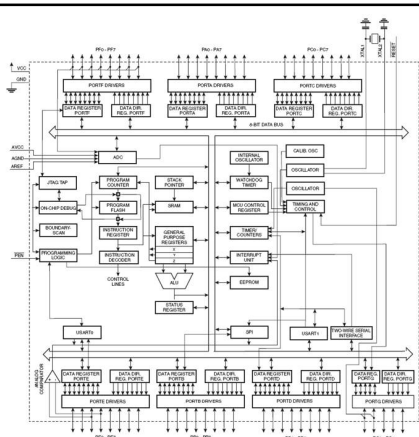 PF0 - PF7
PA0 - PA7
PC0 - PC7
XTAL1
XTAL2
RESET
VCC
GND
PORTF DRIVERS
PORTA DRIVERS
PORTC DRIVERS
DATA REGISTER PORTF
DATA DIR. REG. PORTF
DATA REGISTER PORTA
DATA DIR. REG. PORTA
DATA REGISTER PORTC
DATA DIR. REG. PORTC
8-BIT DATA BUS
AVCC
AGND
AREF
ADC
INTERNAL OSCILLATOR
CALIB. OSC
OSCILLATOR
JTAG TAP
PROGRAM COUNTER
STACK POINTER
WATCHDOG TIMER
OSCILLATOR
ON-CHIP DEBUG
PROGRAM FLASH
SRAM
MCU CONTROL REGISTER
TIMING AND CONTROL
BOUNDARY-SCAN
INSTRUCTION REGISTER
GENERAL PURPOSE REGISTERS
X
Y
Z
TIMER/COUNTERS
PEN
PROGRAMMING LOGIC
INSTRUCTION DECODER
INTERRUPT UNIT
CONTROL LINES
ALU
EEPROM
STATUS REGISTER
USART0
SPI
USART1
TWO-WIRE SERIAL INTERFACE
ANALOG COMPARATOR
DATA REGISTER PORTE
DATA DIR. REG. PORTE
DATA REGISTER PORTB
DATA DIR. REG. PORTB
DATA REGISTER PORTD
DATA DIR. REG. PORTD
DATA REG. PORTG
DATA DIR. REG. PORTG
PORTE DRIVERS
PORTB DRIVERS
PORTD DRIVERS
PORTG DRIVERS